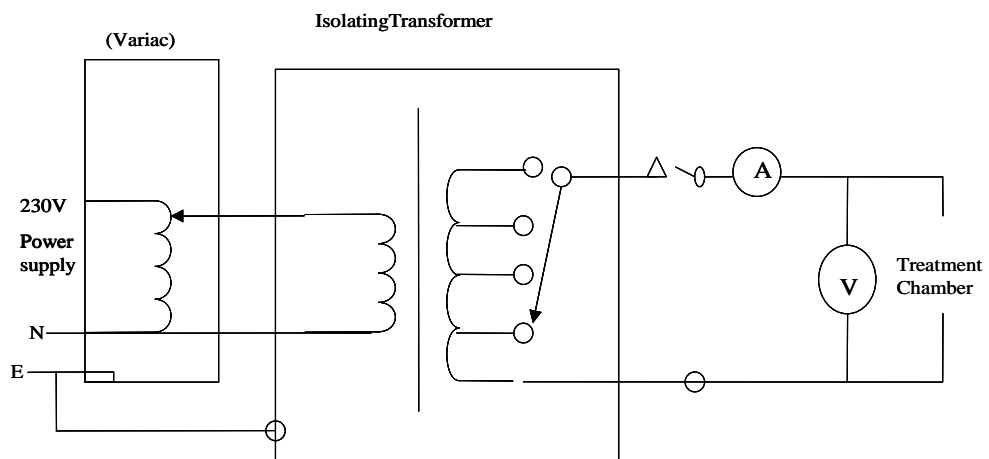 IsolatingTransformer
(Variac)
230V
Power
supply
N
E
A
V
Treatment
Chamber